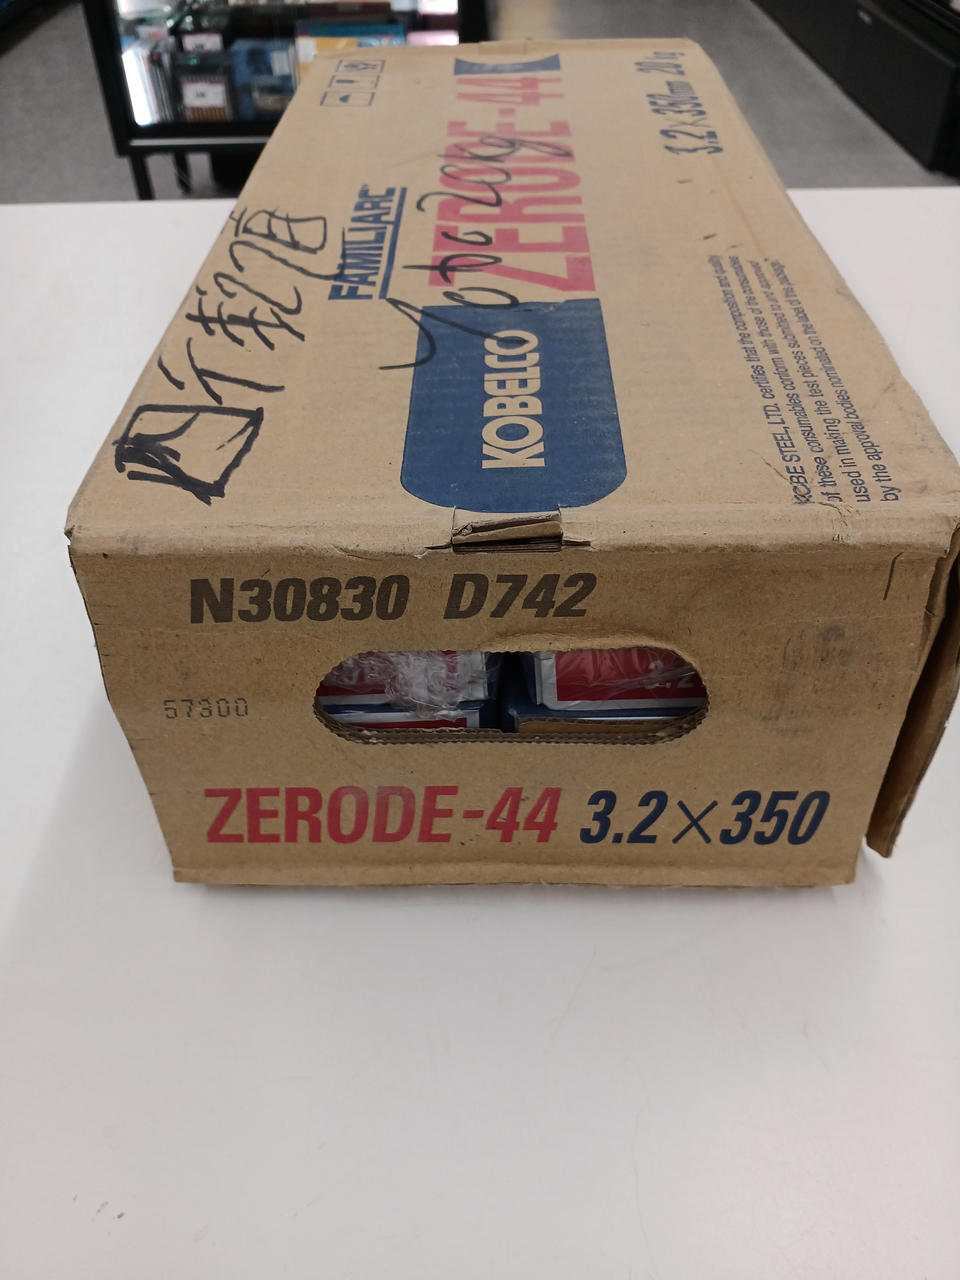 FAMILIARC
ZERODE-44
3.2×350mm 20kg
20kg
KOBELCO
KOBE STEEL, LTD. certifies that the composition and quality
of these consumables conform with those of the consumables
used in making the test pieces submitted to and approved
by the approval bodies nominated on the label of this package.
N30830 D742
57300
ZERODE-44 3.2×350